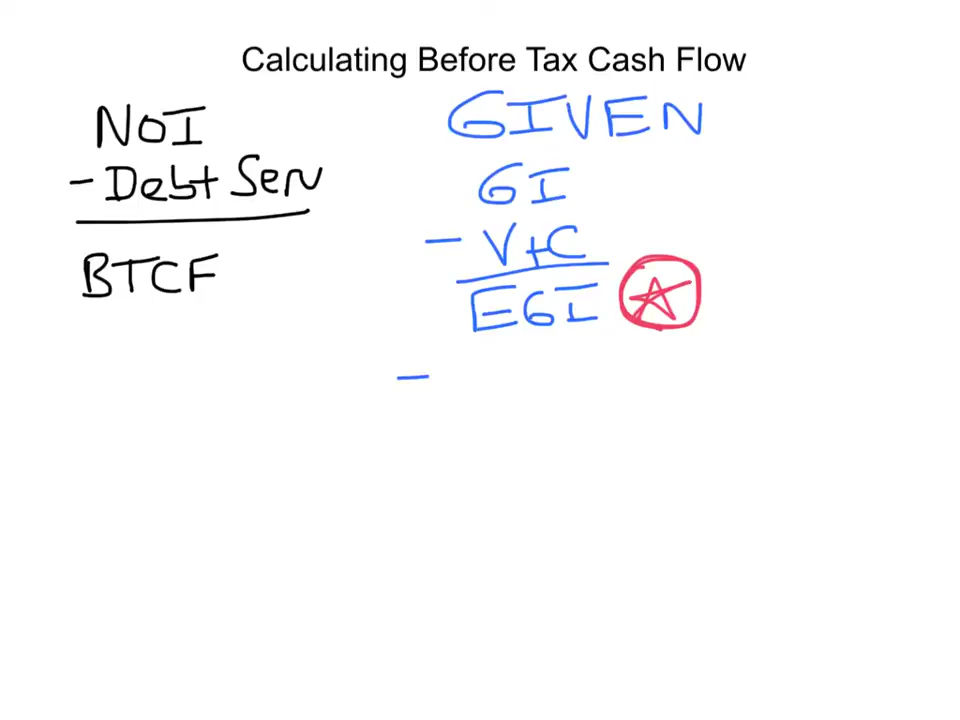 Calculating Before Tax Cash Flow
NOI
- Debt Serv
BTCF
GIVEN
GI
- V+C
EGI
-